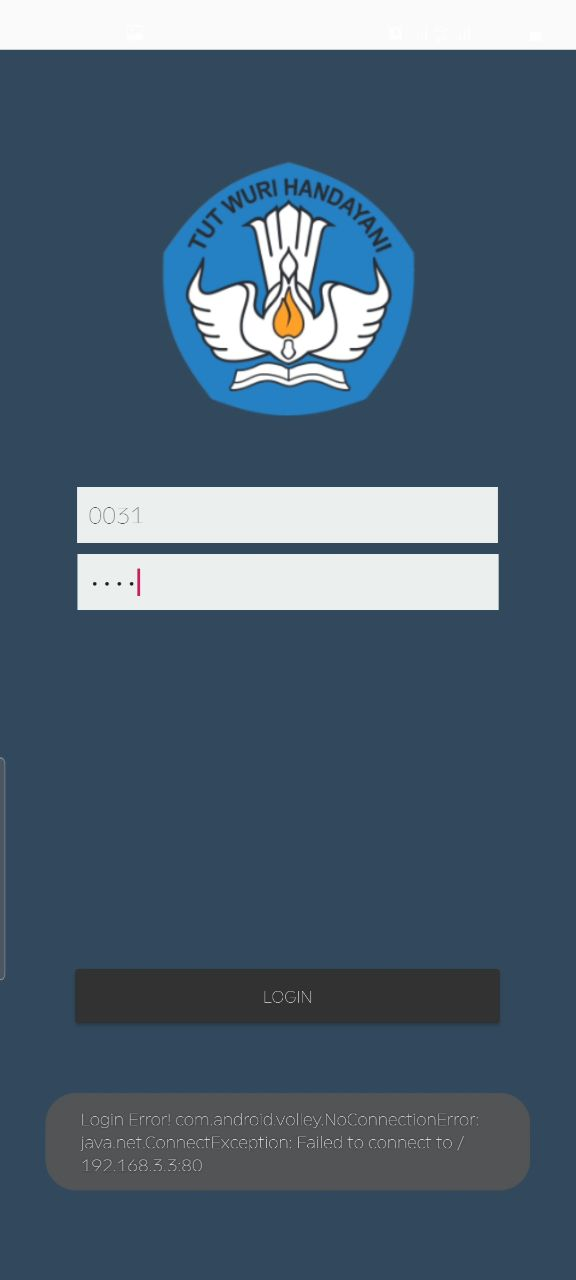 TUT WURI HANDAYANI
0031
....
LOGIN
Login Error! com.android.volley.NoConnectionError:
java.net.ConnectException: Failed to connect to /
192.168.3.3:80